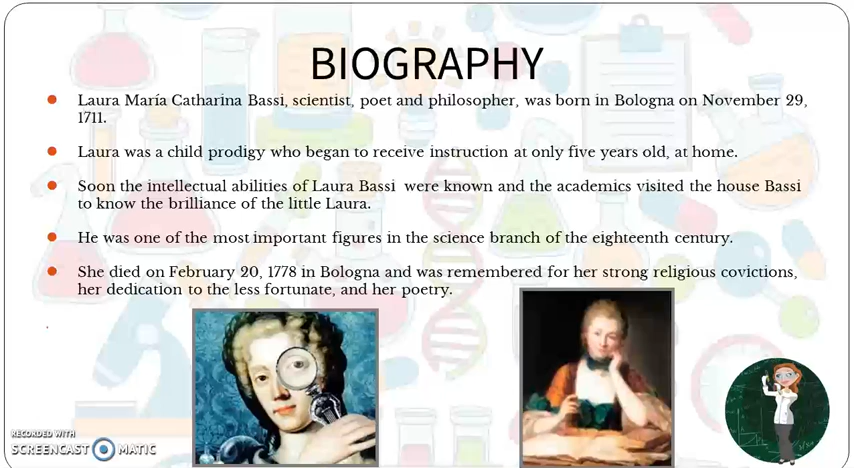 BIOGRAPHY
Laura María Catharina Bassi, scientist, poet and philosopher, was born in Bologna on November 29,
1711.
Laura was a child prodigy who began to receive instruction at only five years old, at home.
Soon the intellectual abilities of Laura Bassi were known and the academics visited the house Bassi
to know the brilliance of the little Laura.
He was one of the most important figures in the science branch of the eighteenth century.
She died on February 20, 1778 in Bologna and was remembered for her strong religious covictions,
her dedication to the less fortunate, and her poetry.
RECORDED WITH
SCREENCAST MATIC